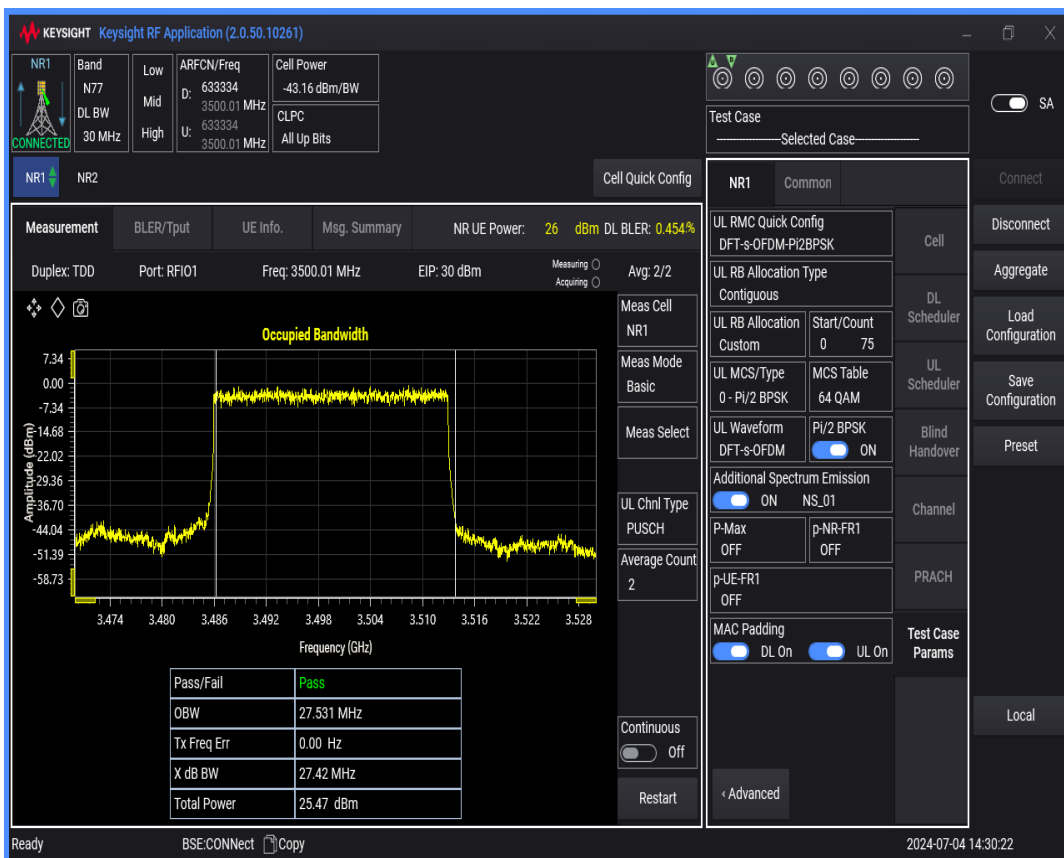 KEYSIGHT Keysight RF Application (2.0.50.10261)
NR1
CONNECTED
Band
N77
DL BW
30 MHz
Low
Mid
High
ARFCN/Freq
D: 633334
3500.01 MHz
U: 633334
3500.01 MHz
Cell Power
-43.16 dBm/BW
CLPC
All Up Bits
Test Case
Selected Case
SA
NR1
NR2
Cell Quick Config
Measurement
BLER/Tput
UE Info.
Msg. Summary
NR UE Power: 26 dBm DL BLER: 0.454%
Duplex: TDD
Port: RFIO1
Freq: 3500.01 MHz
EIP: 30 dBm
Measuring
Acquiring
Avg: 2/2
Occupied Bandwidth
Amplitude (dBm)
7.34
0.00
-7.34
-14.68
-22.02
-29.36
-36.70
-44.04
-51.39
-58.73
3.474 3.480 3.486 3.492 3.498 3.504 3.510 3.516 3.522 3.528
Frequency (GHz)
Pass/Fail Pass
OBW 27.531 MHz
Tx Freq Err 0.00 Hz
X dB BW 27.42 MHz
Total Power 25.47 dBm
Meas Cell
NR1
Meas Mode
Basic
Meas Select
UL Chnl Type
PUSCH
Average Count
2
Continuous
Off
Restart
NR1
Common
UL RMC Quick Config
DFT-s-OFDM-Pi2BPSK
UL RB Allocation Type
Contiguous
UL RB Allocation
Custom
Start/Count
0 75
UL MCS/Type
0 - Pi/2 BPSK
MCS Table
64 QAM
UL Waveform
DFT-s-OFDM
Pi/2 BPSK
ON
Additional Spectrum Emission
ON NS_01
P-Max
OFF
p-NR-FR1
OFF
p-UE-FR1
OFF
MAC Padding
DL On
UL On
‹ Advanced
Cell
DL
Scheduler
UL
Scheduler
Blind
Handover
Channel
PRACH
Test Case
Params
Connect
Disconnect
Aggregate
Load
Configuration
Save
Configuration
Preset
Local
Ready
BSE:CONNect
Copy
2024-07-04 14:30:22